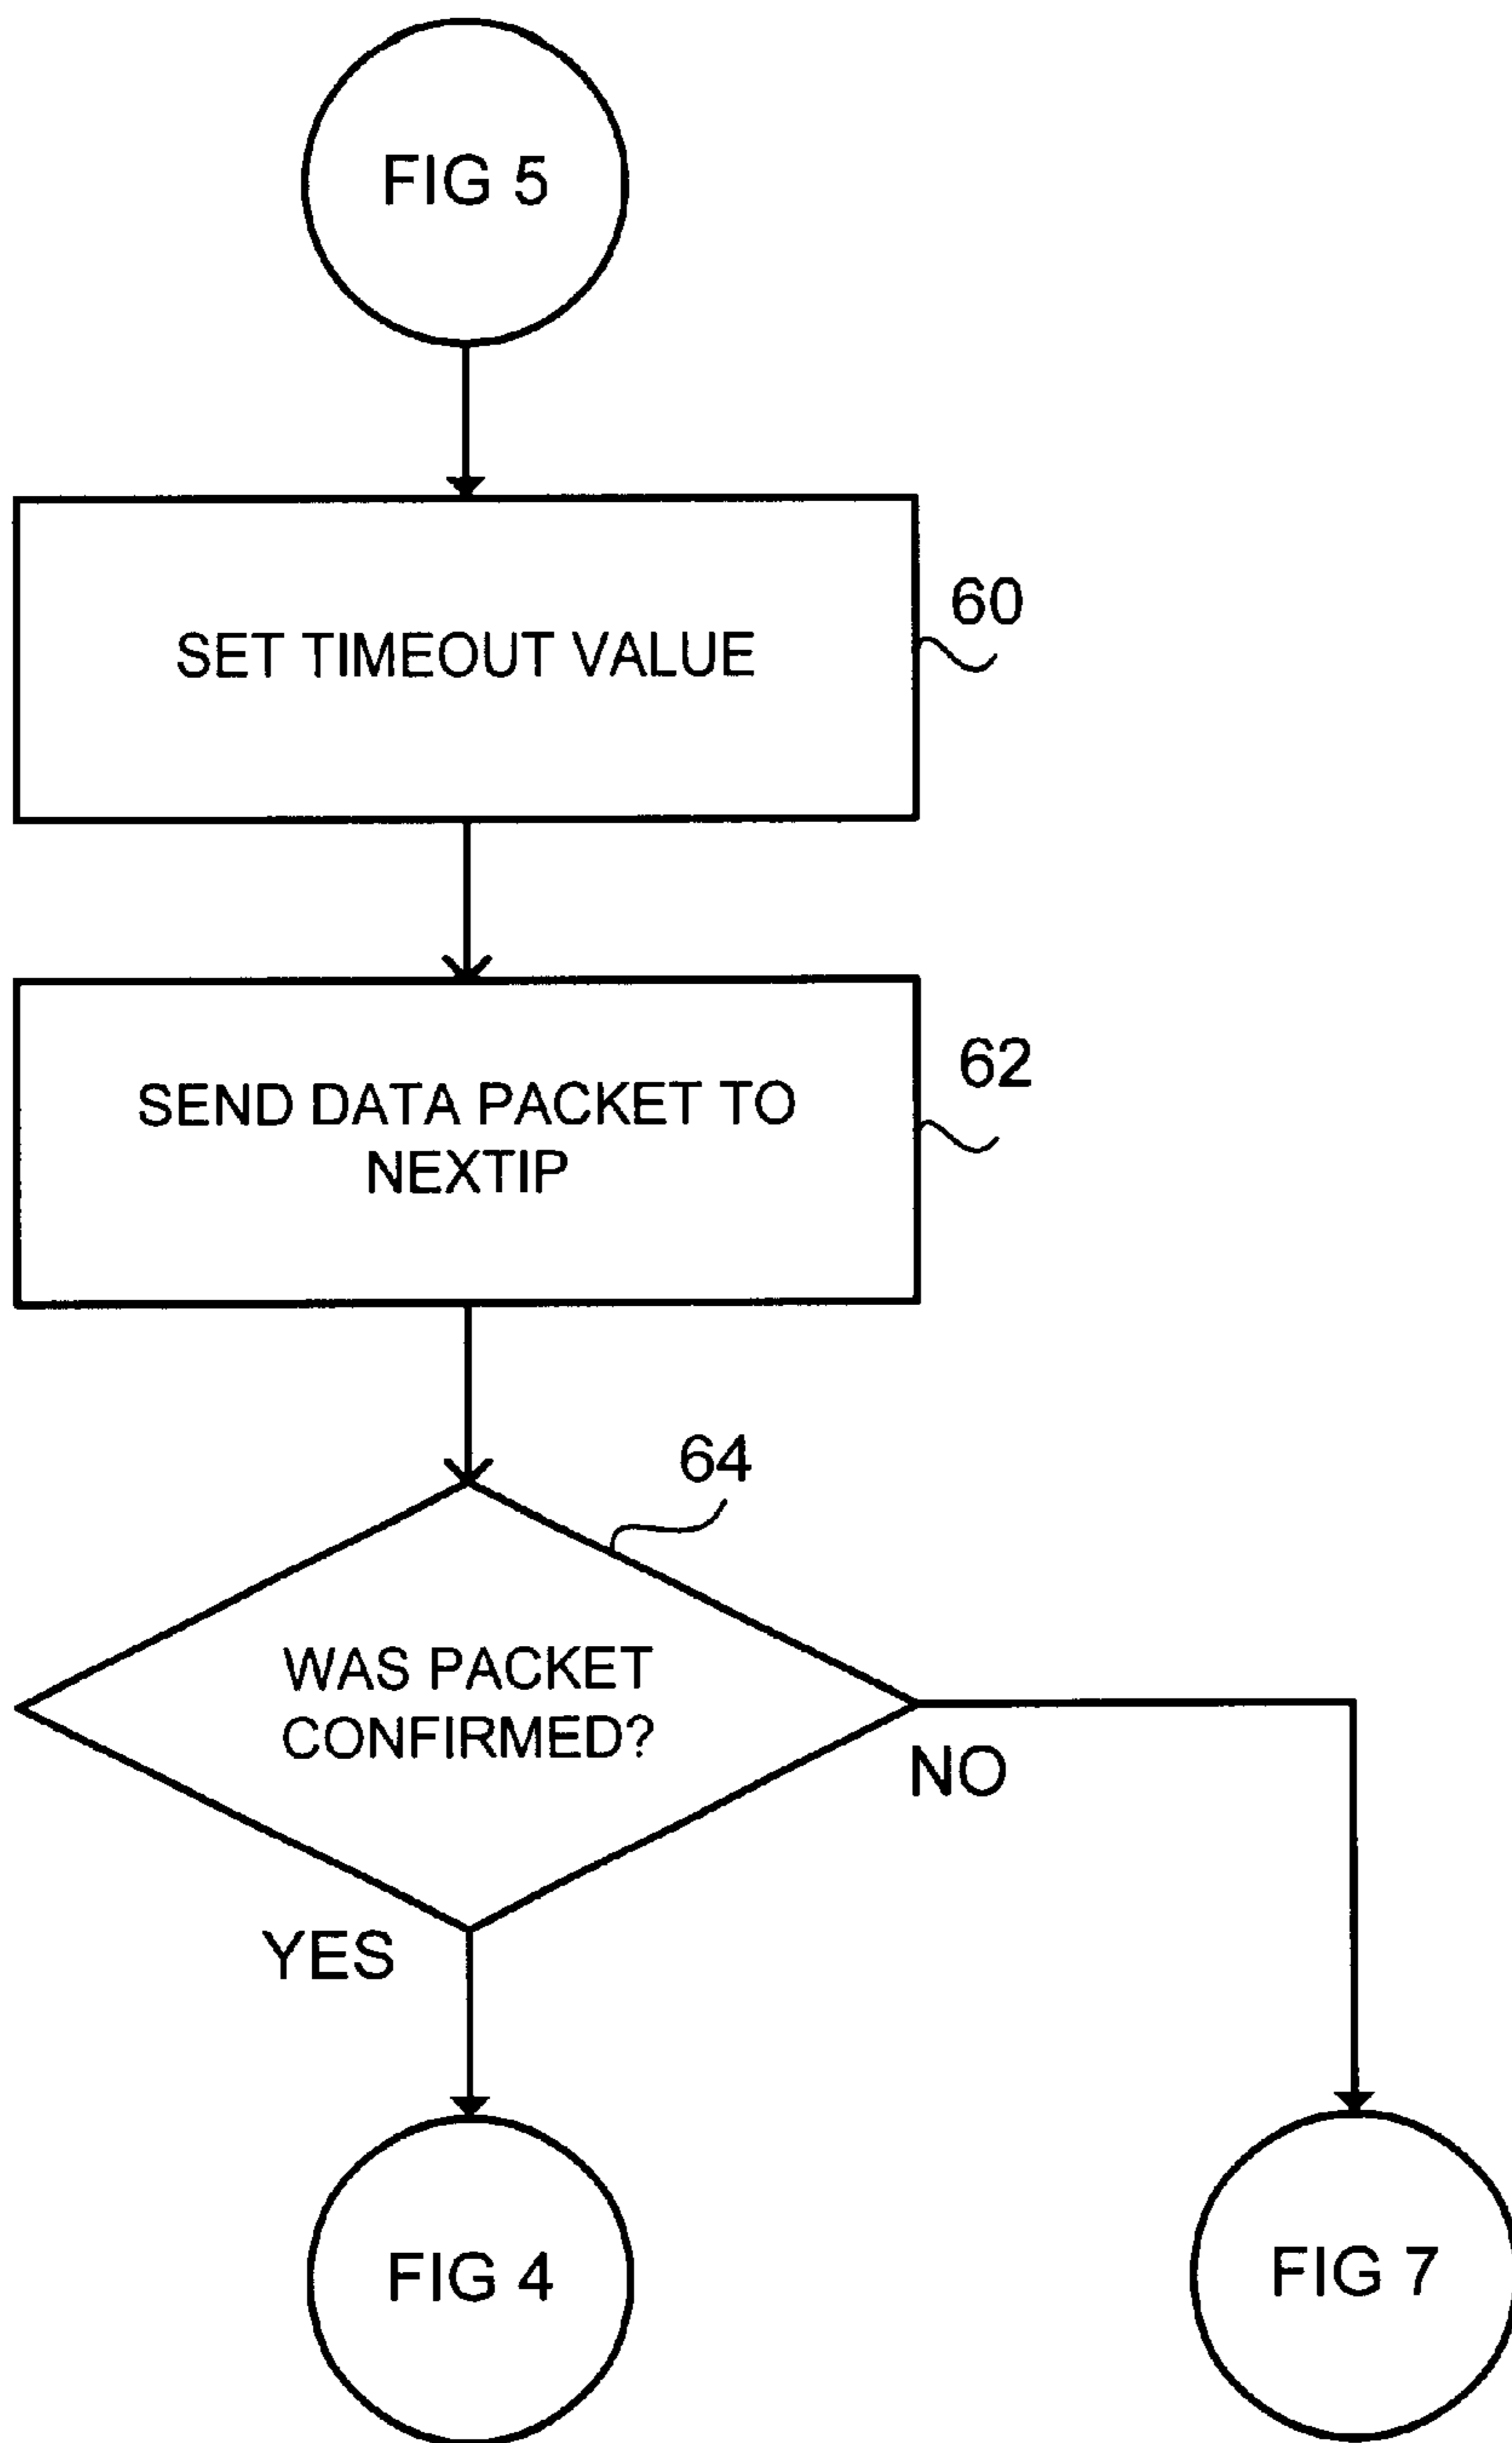 FIG 5
SET TIMEOUT VALUE
60
SEND DATA PACKET TO
NEXTIP
62
64
WAS PACKET
CONFIRMED?
NO
YES
FIG 4
FIG 7